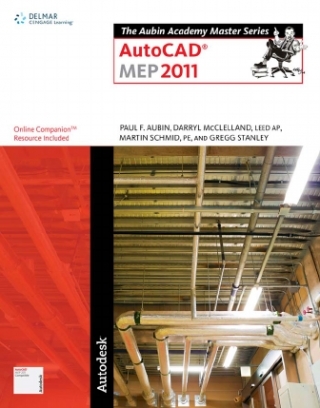 DELMAR
CENGAGE Learning
The Aubin Academy Master Series
AutoCAD®
MEP 2011
Online Companion™
Resource Included
PAUL F. AUBIN, DARRYL McCLELLAND, LEED AP,
MARTIN SCHMID, PE, AND GREGG STANLEY
Autodesk®
Autodesk